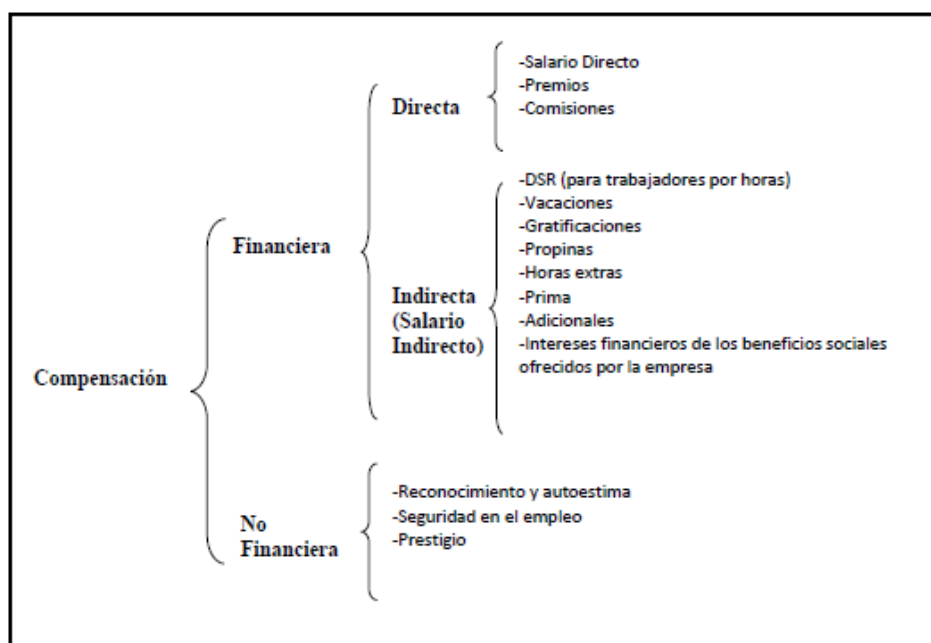 Compensación
Financiera
Directa
-Salario Directo
-Premios
-Comisiones
Indirecta
(Salario
Indirecto)
-DSR (para trabajadores por horas)
-Vacaciones
-Gratificaciones
-Propinas
-Horas extras
-Prima
-Adicionales
-Intereses financieros de los beneficios sociales
ofrecidos por la empresa
No
Financiera
-Reconocimiento y autoestima
-Seguridad en el empleo
-Prestigio